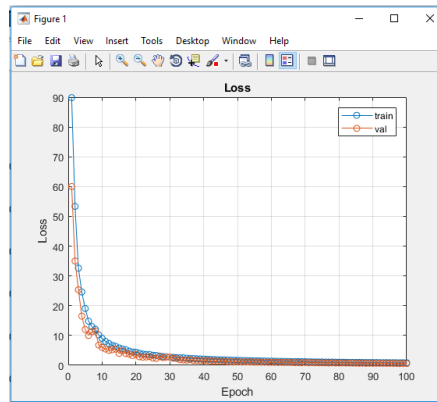 Figure 1
File Edit View Insert Tools Desktop Window Help
Loss
90
80
70
60
50
40
30
20
10
0
Loss
train
val
0 10 20 30 40 50 60 70 80 90 100
Epoch